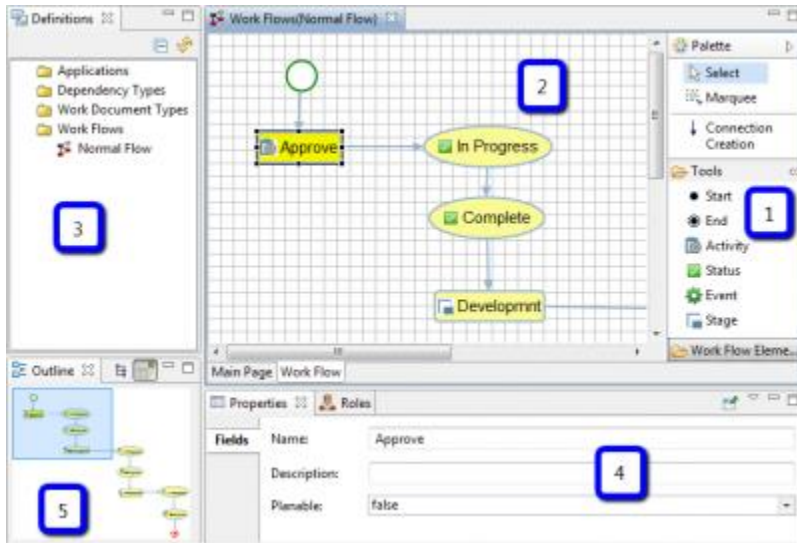 Definitions
Applications
Dependency Types
Work Document Types
Work Flows
Normal Flow
3
Work Flows(Normal Flow)
2
Approve
In Progress
Complete
Developmnt
Main Page Work Flow
Palette
Select
Marquee
Connection
Creation
Tools
Start
End
Activity
Status
Event
Stage
1
Work Flow Eleme...
Outline
5
Properties Roles
Fields
Name: Approve
Description:
Planable: false
4